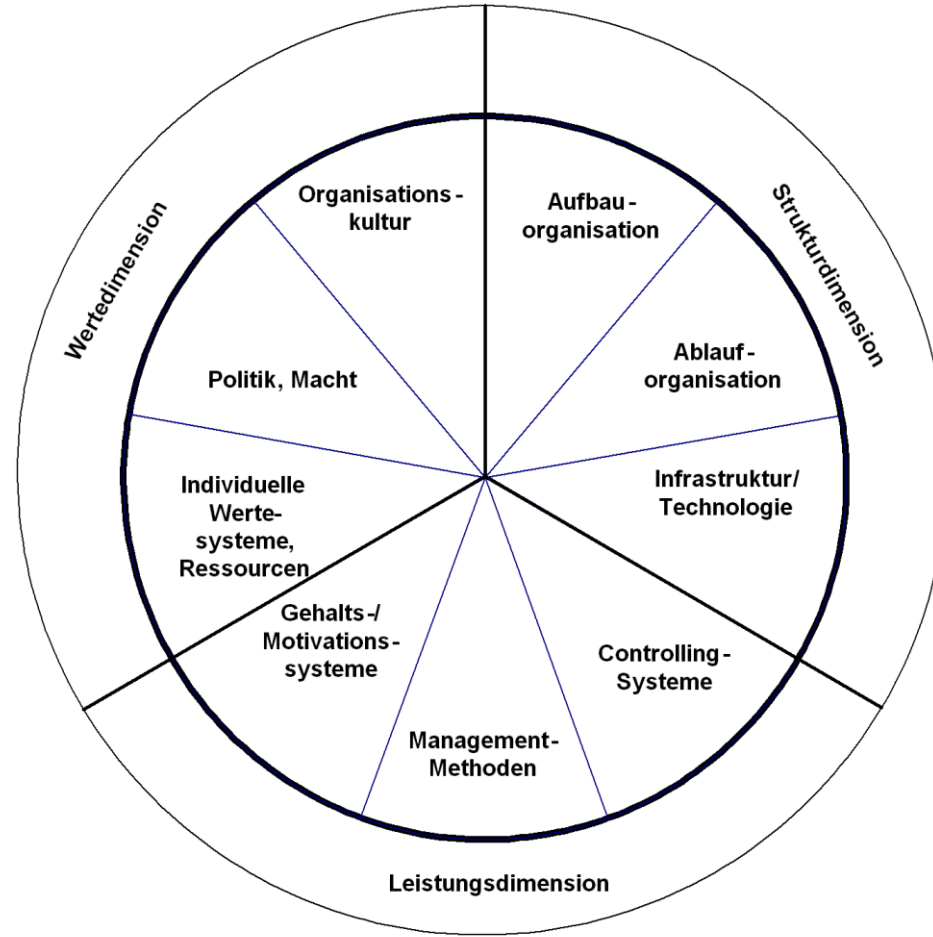 Wertedimension
Strukturdimension
Organisations-
kultur
Aufbau-
organisation
Politik, Macht
Ablauf-
organisation
Individuelle
Werte-
systeme,
Ressourcen
Infrastruktur/
Technologie
Gehalts-/
Motivations-
systeme
Controlling-
Systeme
Management-
Methoden
Leistungsdimension